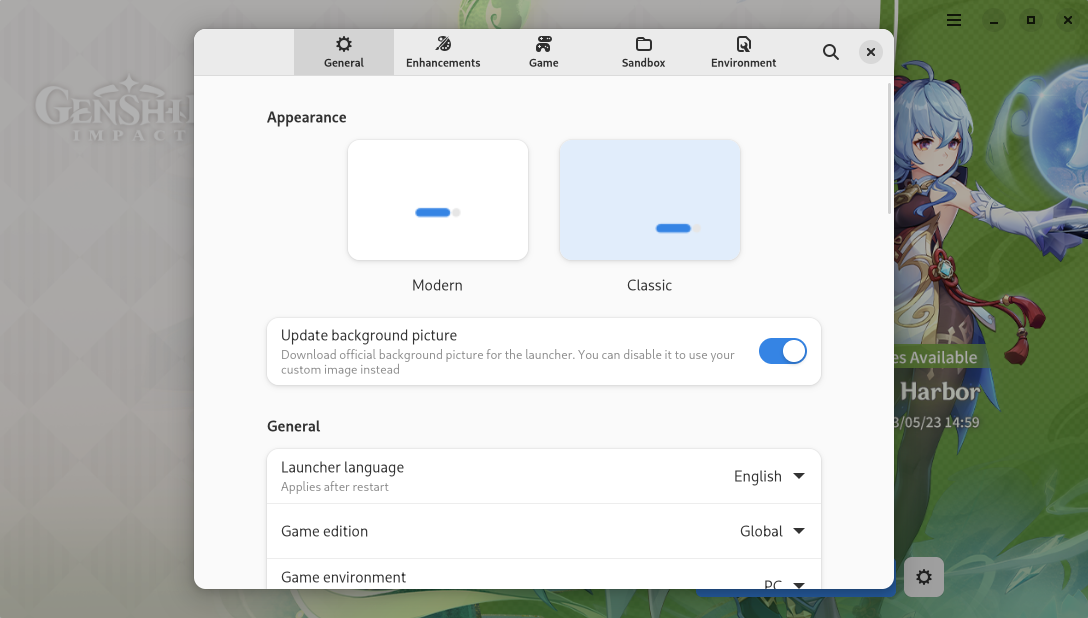 General
Enhancements
Game
Sandbox
Environment
GENSHIN
IMPACT
Appearance
Modern
Classic
Update background picture
Download official background picture for the launcher. You can disable it to use your
custom image instead
General
Launcher language
Applies after restart
English
Game edition
Global
Game environment
PC
Available
Harbor
/05/23 14:59